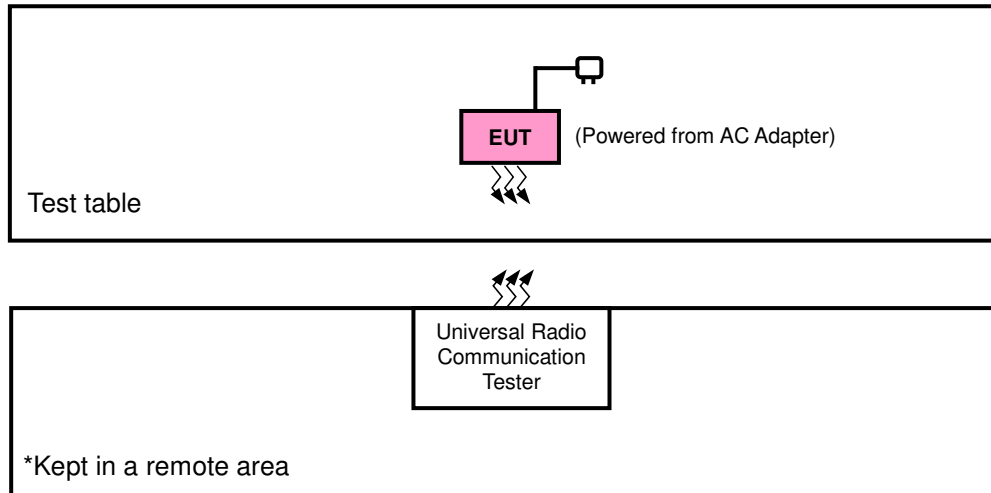 EUT
(Powered from AC Adapter)
Test table
Universal Radio
Communication
Tester
*Kept in a remote area